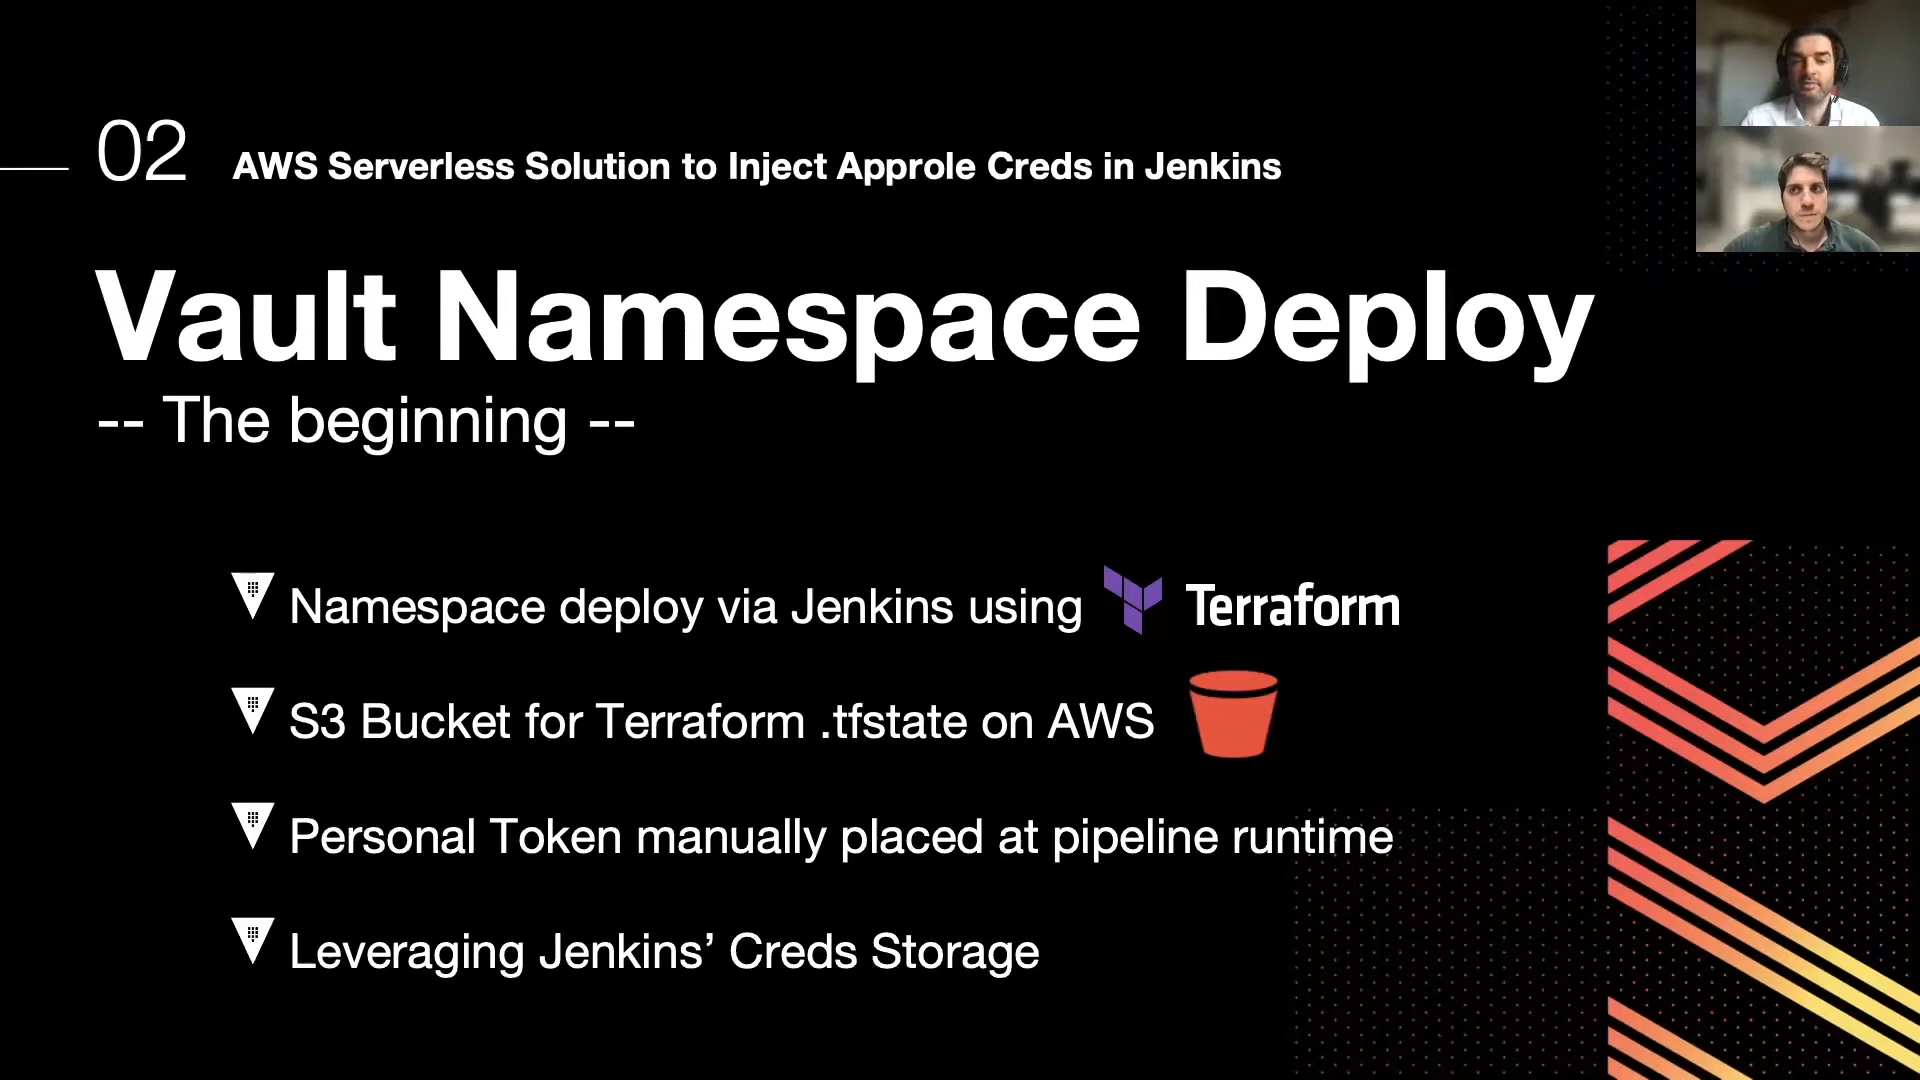 02 AWS Serverless Solution to Inject Approle Creds in Jenkins
Vault Namespace Deploy
-- The beginning --
Namespace deploy via Jenkins using Terraform
S3 Bucket for Terraform .tfstate on AWS
Personal Token manually placed at pipeline runtime
Leveraging Jenkins’ Creds Storage